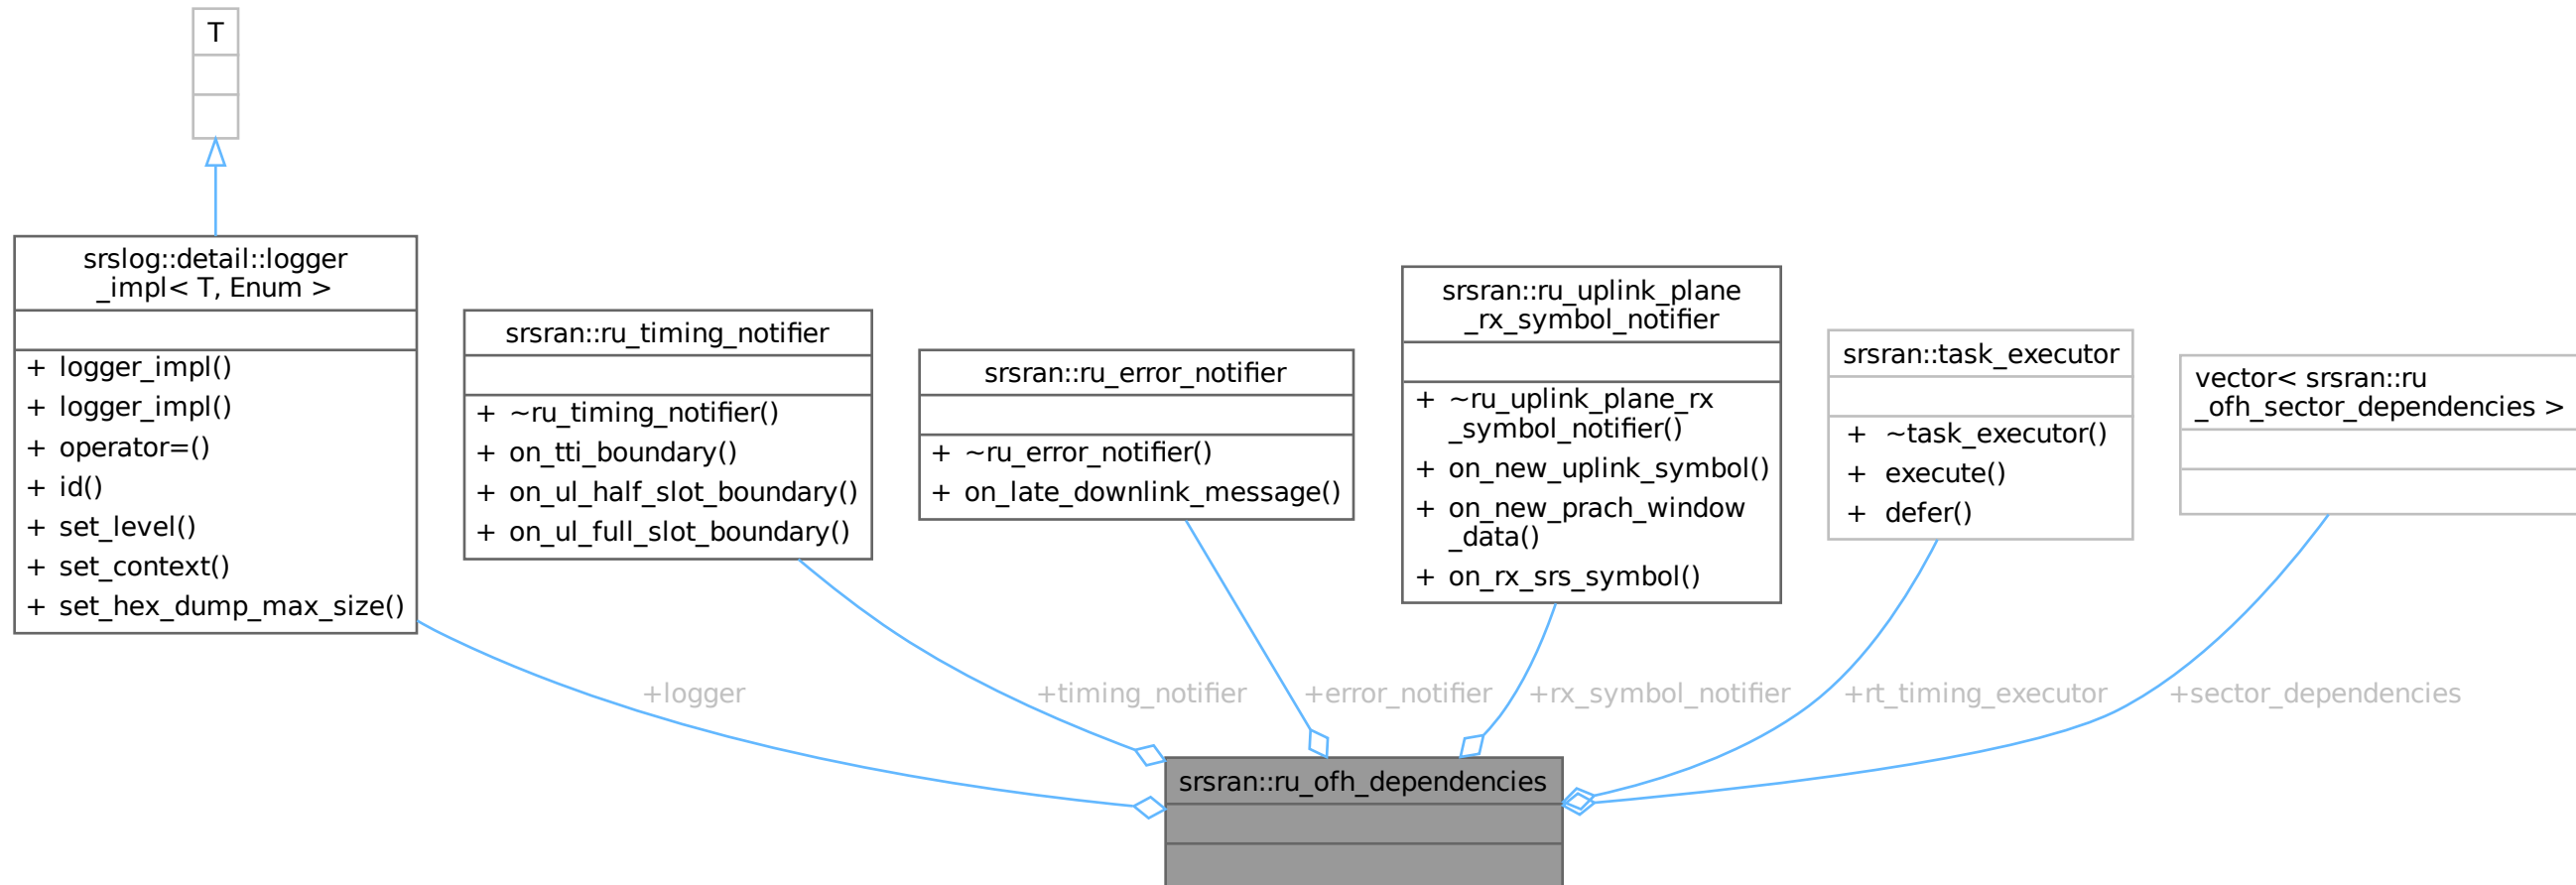 T
srslog::detail::logger
_impl< T, Enum >
+ logger_impl()
+ logger_impl()
+ operator=()
+ id()
+ set_level()
+ set_context()
+ set_hex_dump_max_size()
srsran::ru_timing_notifier
+ ~ru_timing_notifier()
+ on_tti_boundary()
+ on_ul_half_slot_boundary()
+ on_ul_full_slot_boundary()
srsran::ru_error_notifier
+ ~ru_error_notifier()
+ on_late_downlink_message()
srsran::ru_uplink_plane
_rx_symbol_notifier
+ ~ru_uplink_plane_rx
_symbol_notifier()
+ on_new_uplink_symbol()
+ on_new_prach_window
_data()
+ on_rx_srs_symbol()
srsran::task_executor
+ ~task_executor()
+ execute()
+ defer()
vector< srsran::ru
_ofh_sector_dependencies >
+logger
+timing_notifier
+error_notifier
+rx_symbol_notifier
+rt_timing_executor
+sector_dependencies
srsran::ru_ofh_dependencies